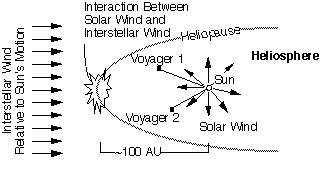 Interaction Between
Solar Wind and
Interstellar Wind
Heliopause
Voyager 1
Heliosphere
Sun
Voyager 2
Solar Wind
~100 AU
Interstellar Wind
Relative to Sun's Motion